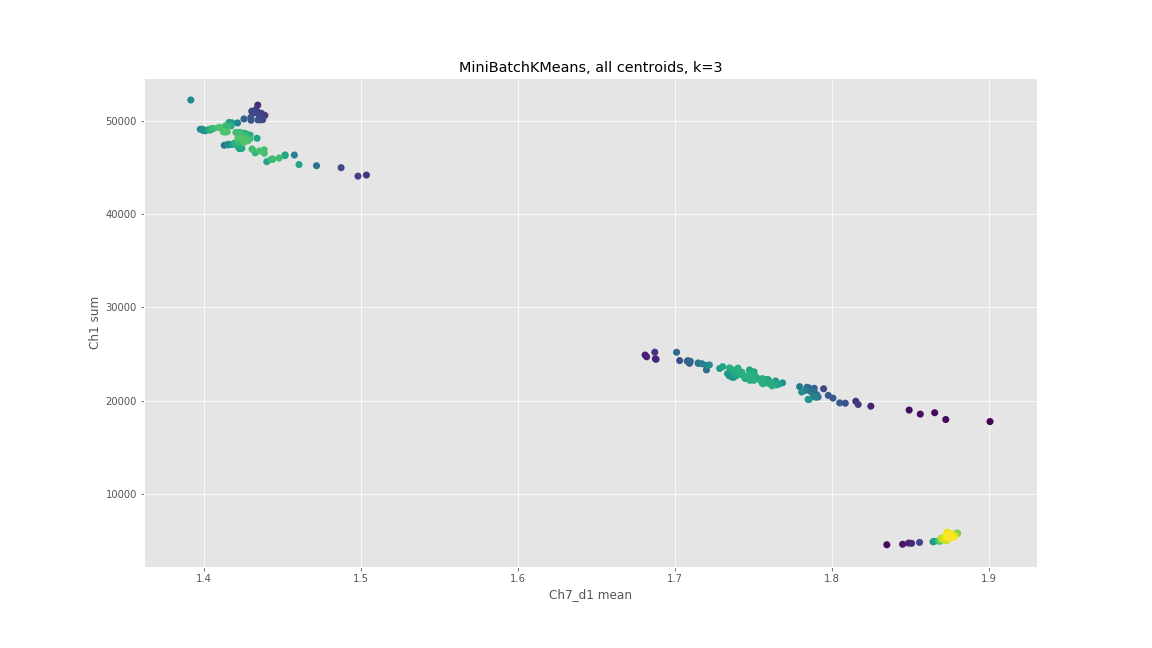 MiniBatchKMeans, all centroids, k=3
50000
40000
30000
20000
10000
Ch1 sum
1.4 1.5 1.6 1.7 1.8 1.9
Ch7_d1 mean